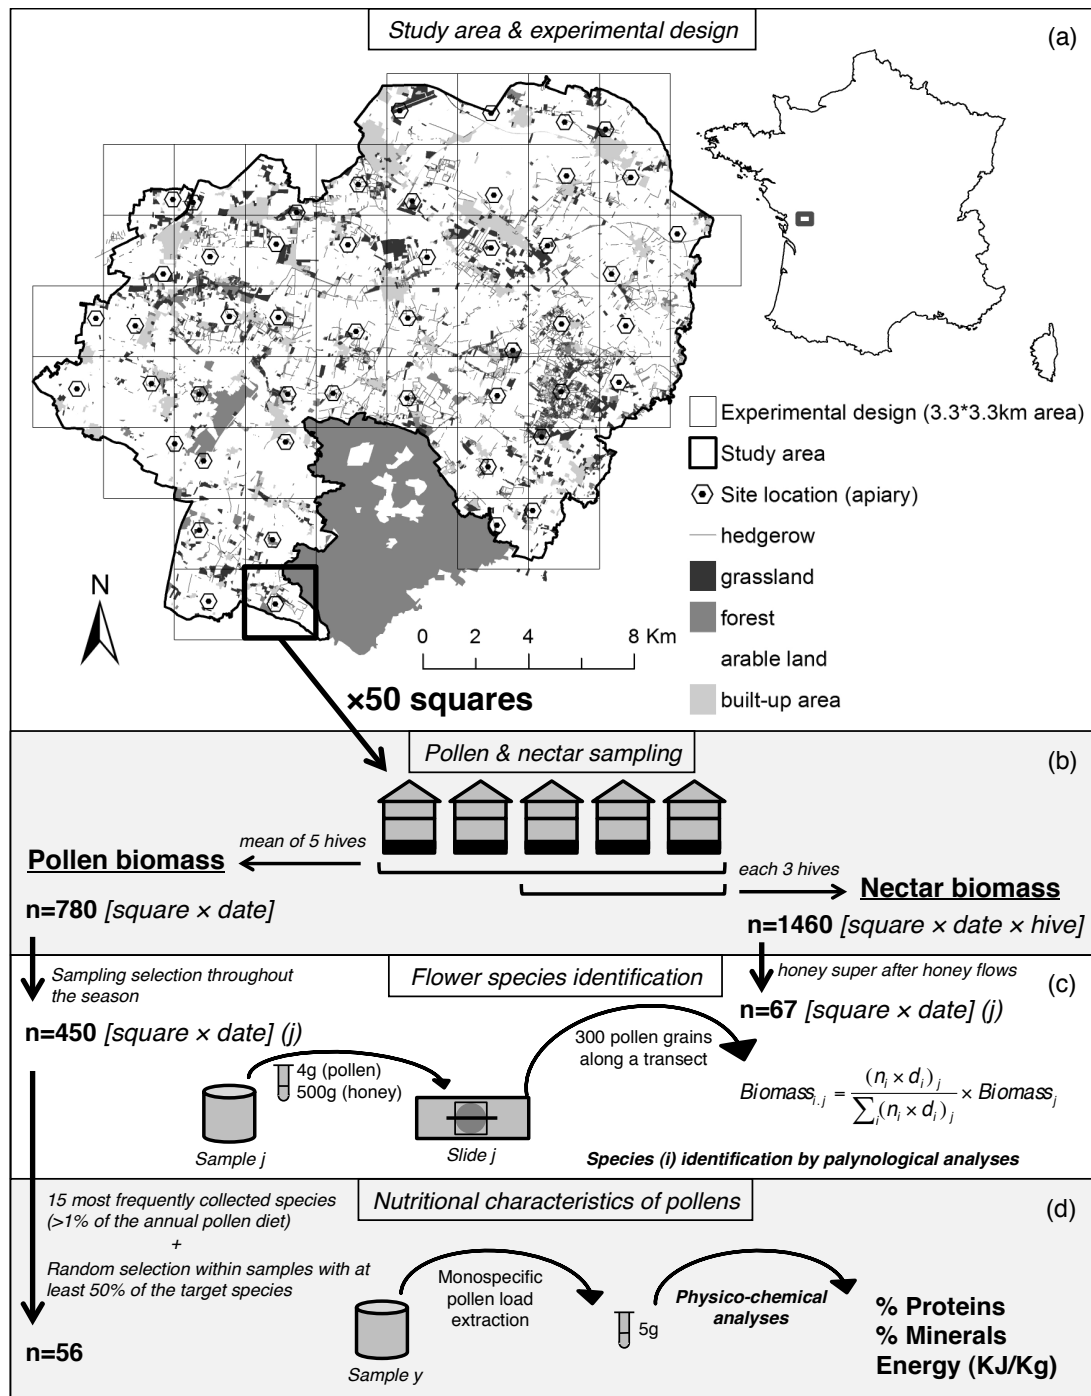 Study area & experimental design
(a)
Experimental design (3.3*3.3km area)
Study area
Site location (apiary)
hedgerow
grassland
forest
arable land
built-up area
N
0 2 4 8 Km
×50 squares
Pollen & nectar sampling
(b)
mean of 5 hives
Pollen biomass
each 3 hives
Nectar biomass
n=780 [square × date]
n=1460 [square × date × hive]
Flower species identification
(c)
Sampling selection throughout
the season
honey super after honey flows
n=450 [square × date] (j)
n=67 [square × date] (j)
4g (pollen)
500g (honey)
300 pollen grains
along a transect
Biomass_{i,j} = (n_i × d_i)_j / ∑_i(n_i × d_i)_j × Biomass_j
Sample j
Slide j
Species (i) identification by palynological analyses
Nutritional characteristics of pollens
(d)
15 most frequently collected species
(>1% of the annual pollen diet)
+
Random selection within samples with at
least 50% of the target species
Monospecific
pollen load
extraction
5g
Physico-chemical
analyses
% Proteins
% Minerals
Energy (KJ/Kg)
n=56
Sample y